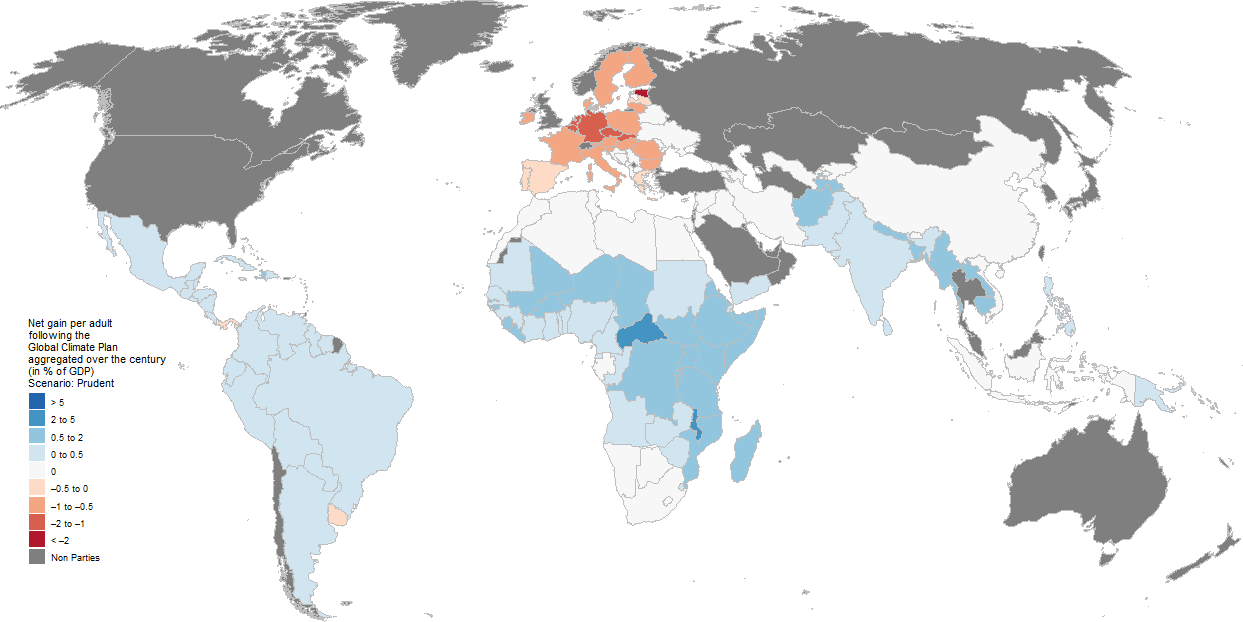 Net gain per adult
following the
Global Climate Plan
aggregated over the century
(in % of GDP)
Scenario: Prudent
> 5
2 to 5
0.5 to 2
0 to 0.5
0
–0.5 to 0
–1 to –0.5
–2 to –1
< –2
Non Parties